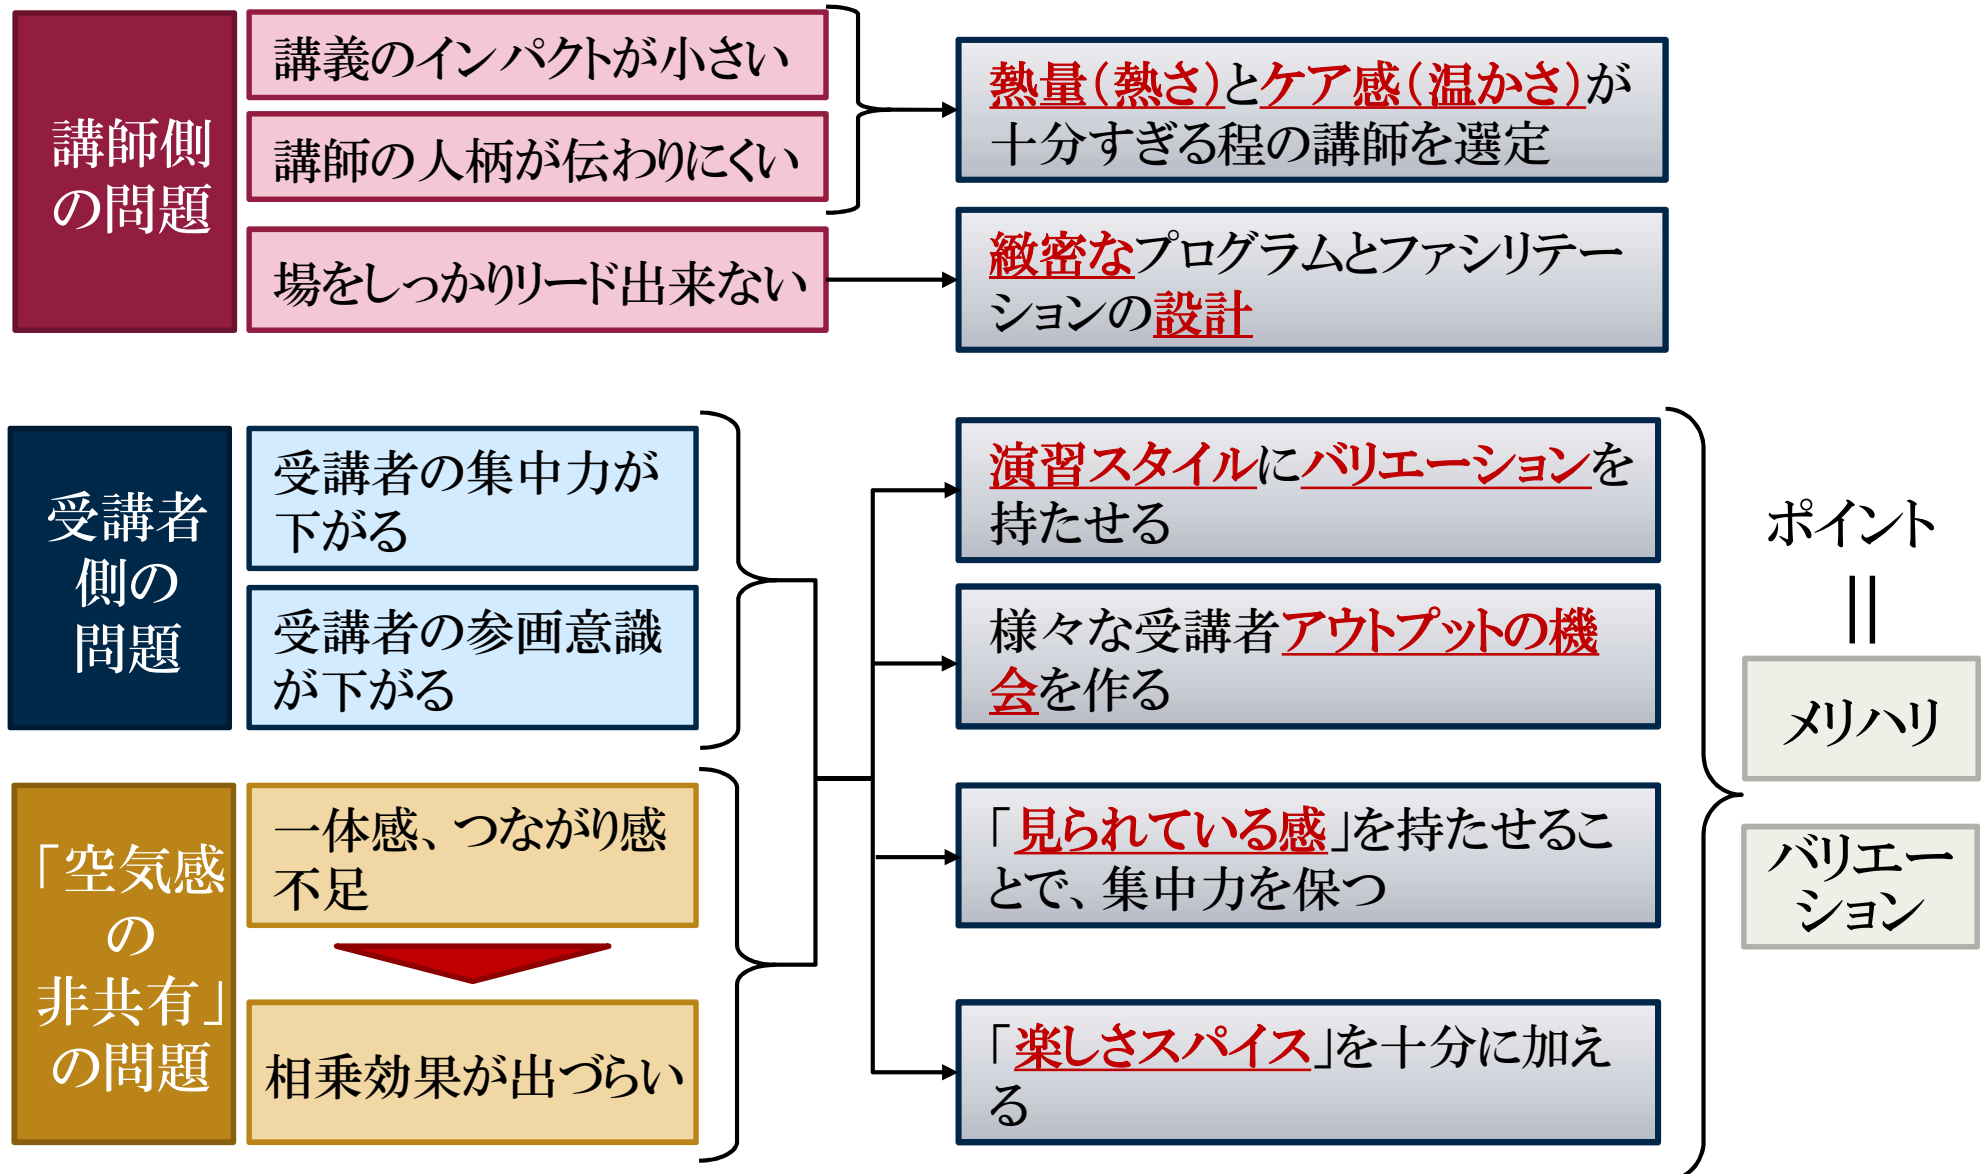 講師側
の問題
講義のインパクトが小さい
講師の人柄が伝わりにくい
場をしっかりリード出来ない
熱量(熱さ)とケア感(温かさ)が
十分すぎる程の講師を選定
緻密なプログラムとファシリテー
ションの設計
受講者
側の
問題
受講者の集中力が
下がる
受講者の参画意識
が下がる
「空気感
の
非共有」
の問題
一体感、つながり感
不足
相乗効果が出づらい
演習スタイルにバリエーションを
持たせる
様々な受講者アウトプットの機
会を作る
「見られている感」を持たせるこ
とで、集中力を保つ
「楽しさスパイス」を十分に加え
る
ポイント
||
メリハリ
バリエー
ション